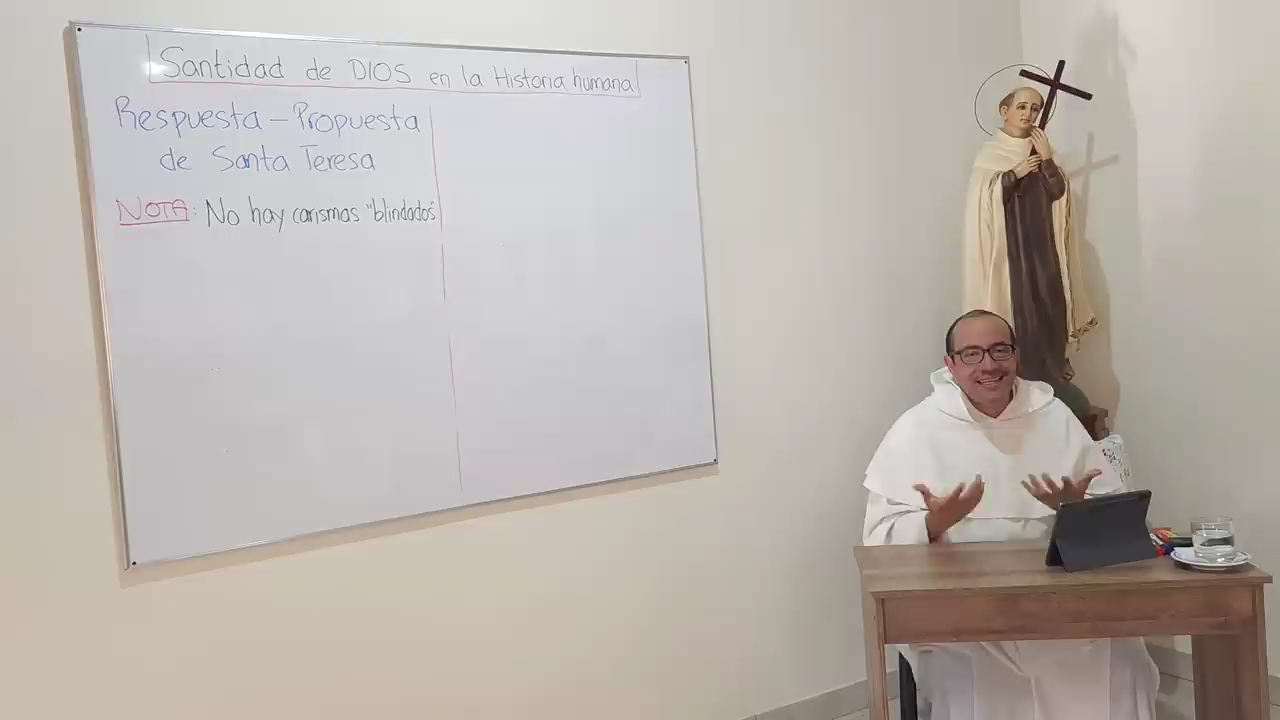 Santidad de DIOS en la Historia humana
Respuesta - Propuesta
de Santa Teresa
NOTA: No hay carismas "blindados"